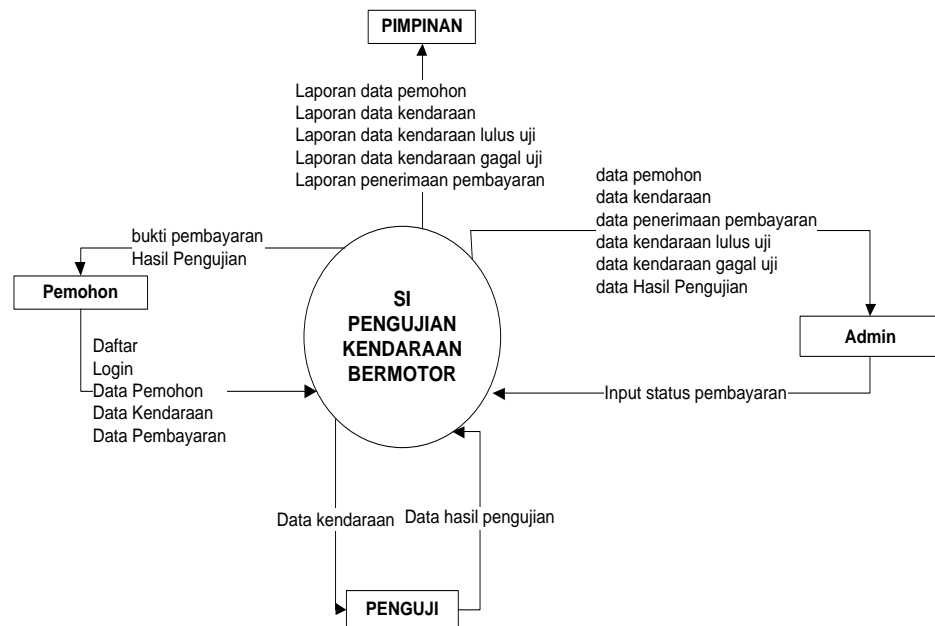 PIMPINAN
Laporan data pemohon
Laporan data kendaraan
Laporan data kendaraan lulus uji
Laporan data kendaraan gagal uji
Laporan penerimaan pembayaran
data pemohon
data kendaraan
data penerimaan pembayaran
data kendaraan lulus uji
data kendaraan gagal uji
data Hasil Pengujian
bukti pembayaran
Hasil Pengujian
Pemohon
SI
PENGUJIAN
KENDARAAN
BERMOTOR
Admin
Daftar
Login
Data Pemohon
Data Kendaraan
Data Pembayaran
Input status pembayaran
Data kendaraan
Data hasil pengujian
PENGUJI